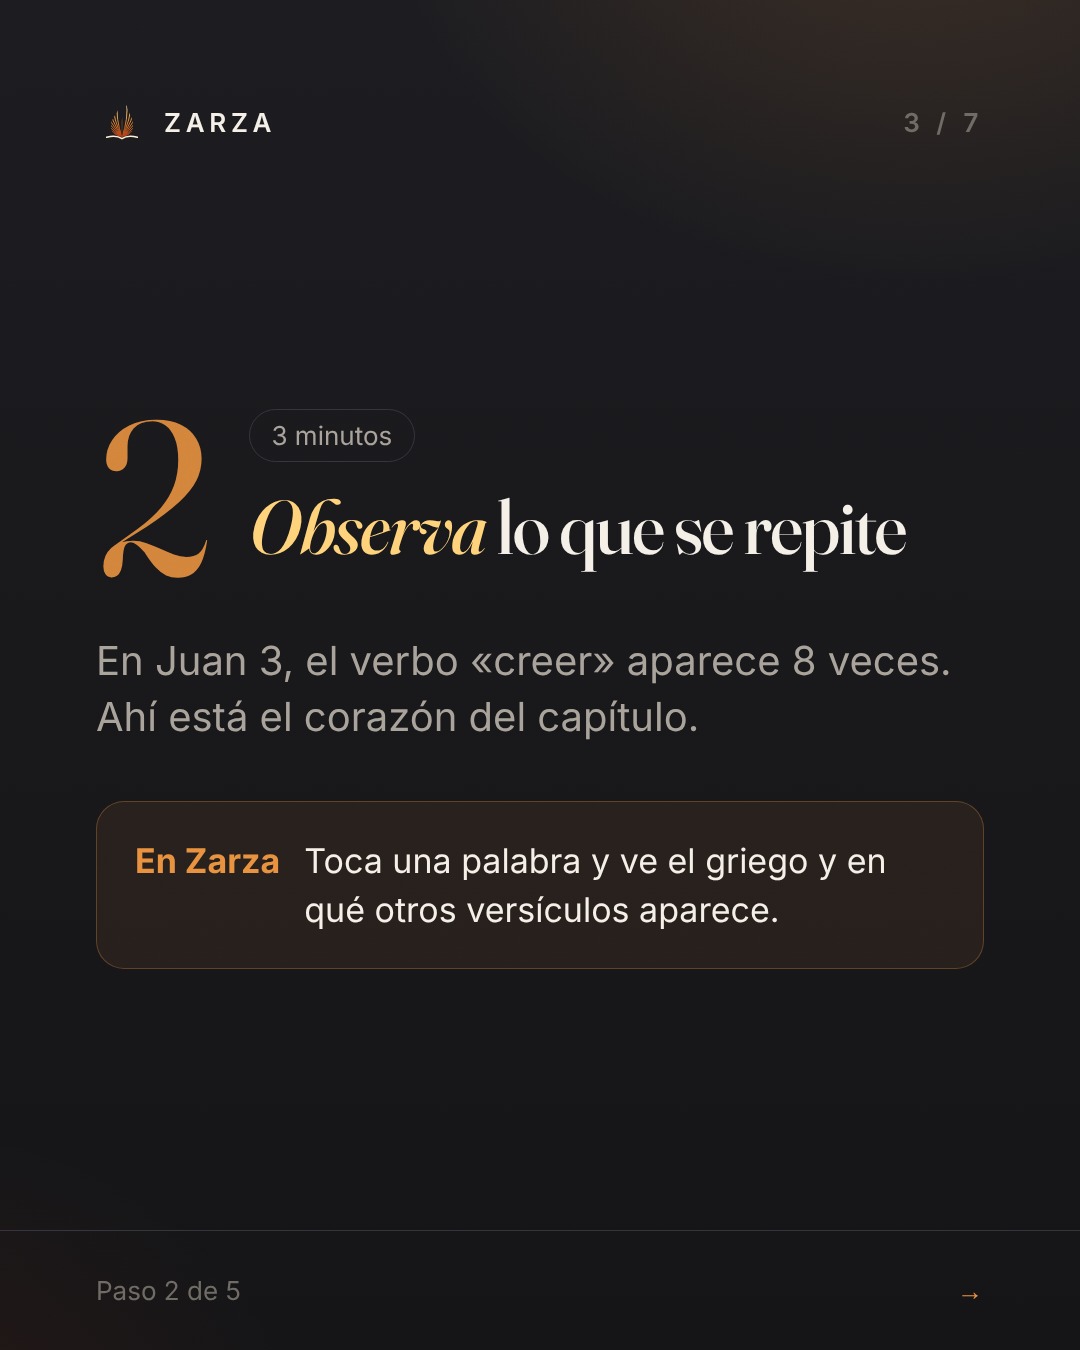 ZARZA
3 / 7
2
3 minutos
Observa lo que se repite
En Juan 3, el verbo «creer» aparece 8 veces.
Ahí está el corazón del capítulo.
En Zarza Toca una palabra y ve el griego y en
qué otros versículos aparece.
Paso 2 de 5
→